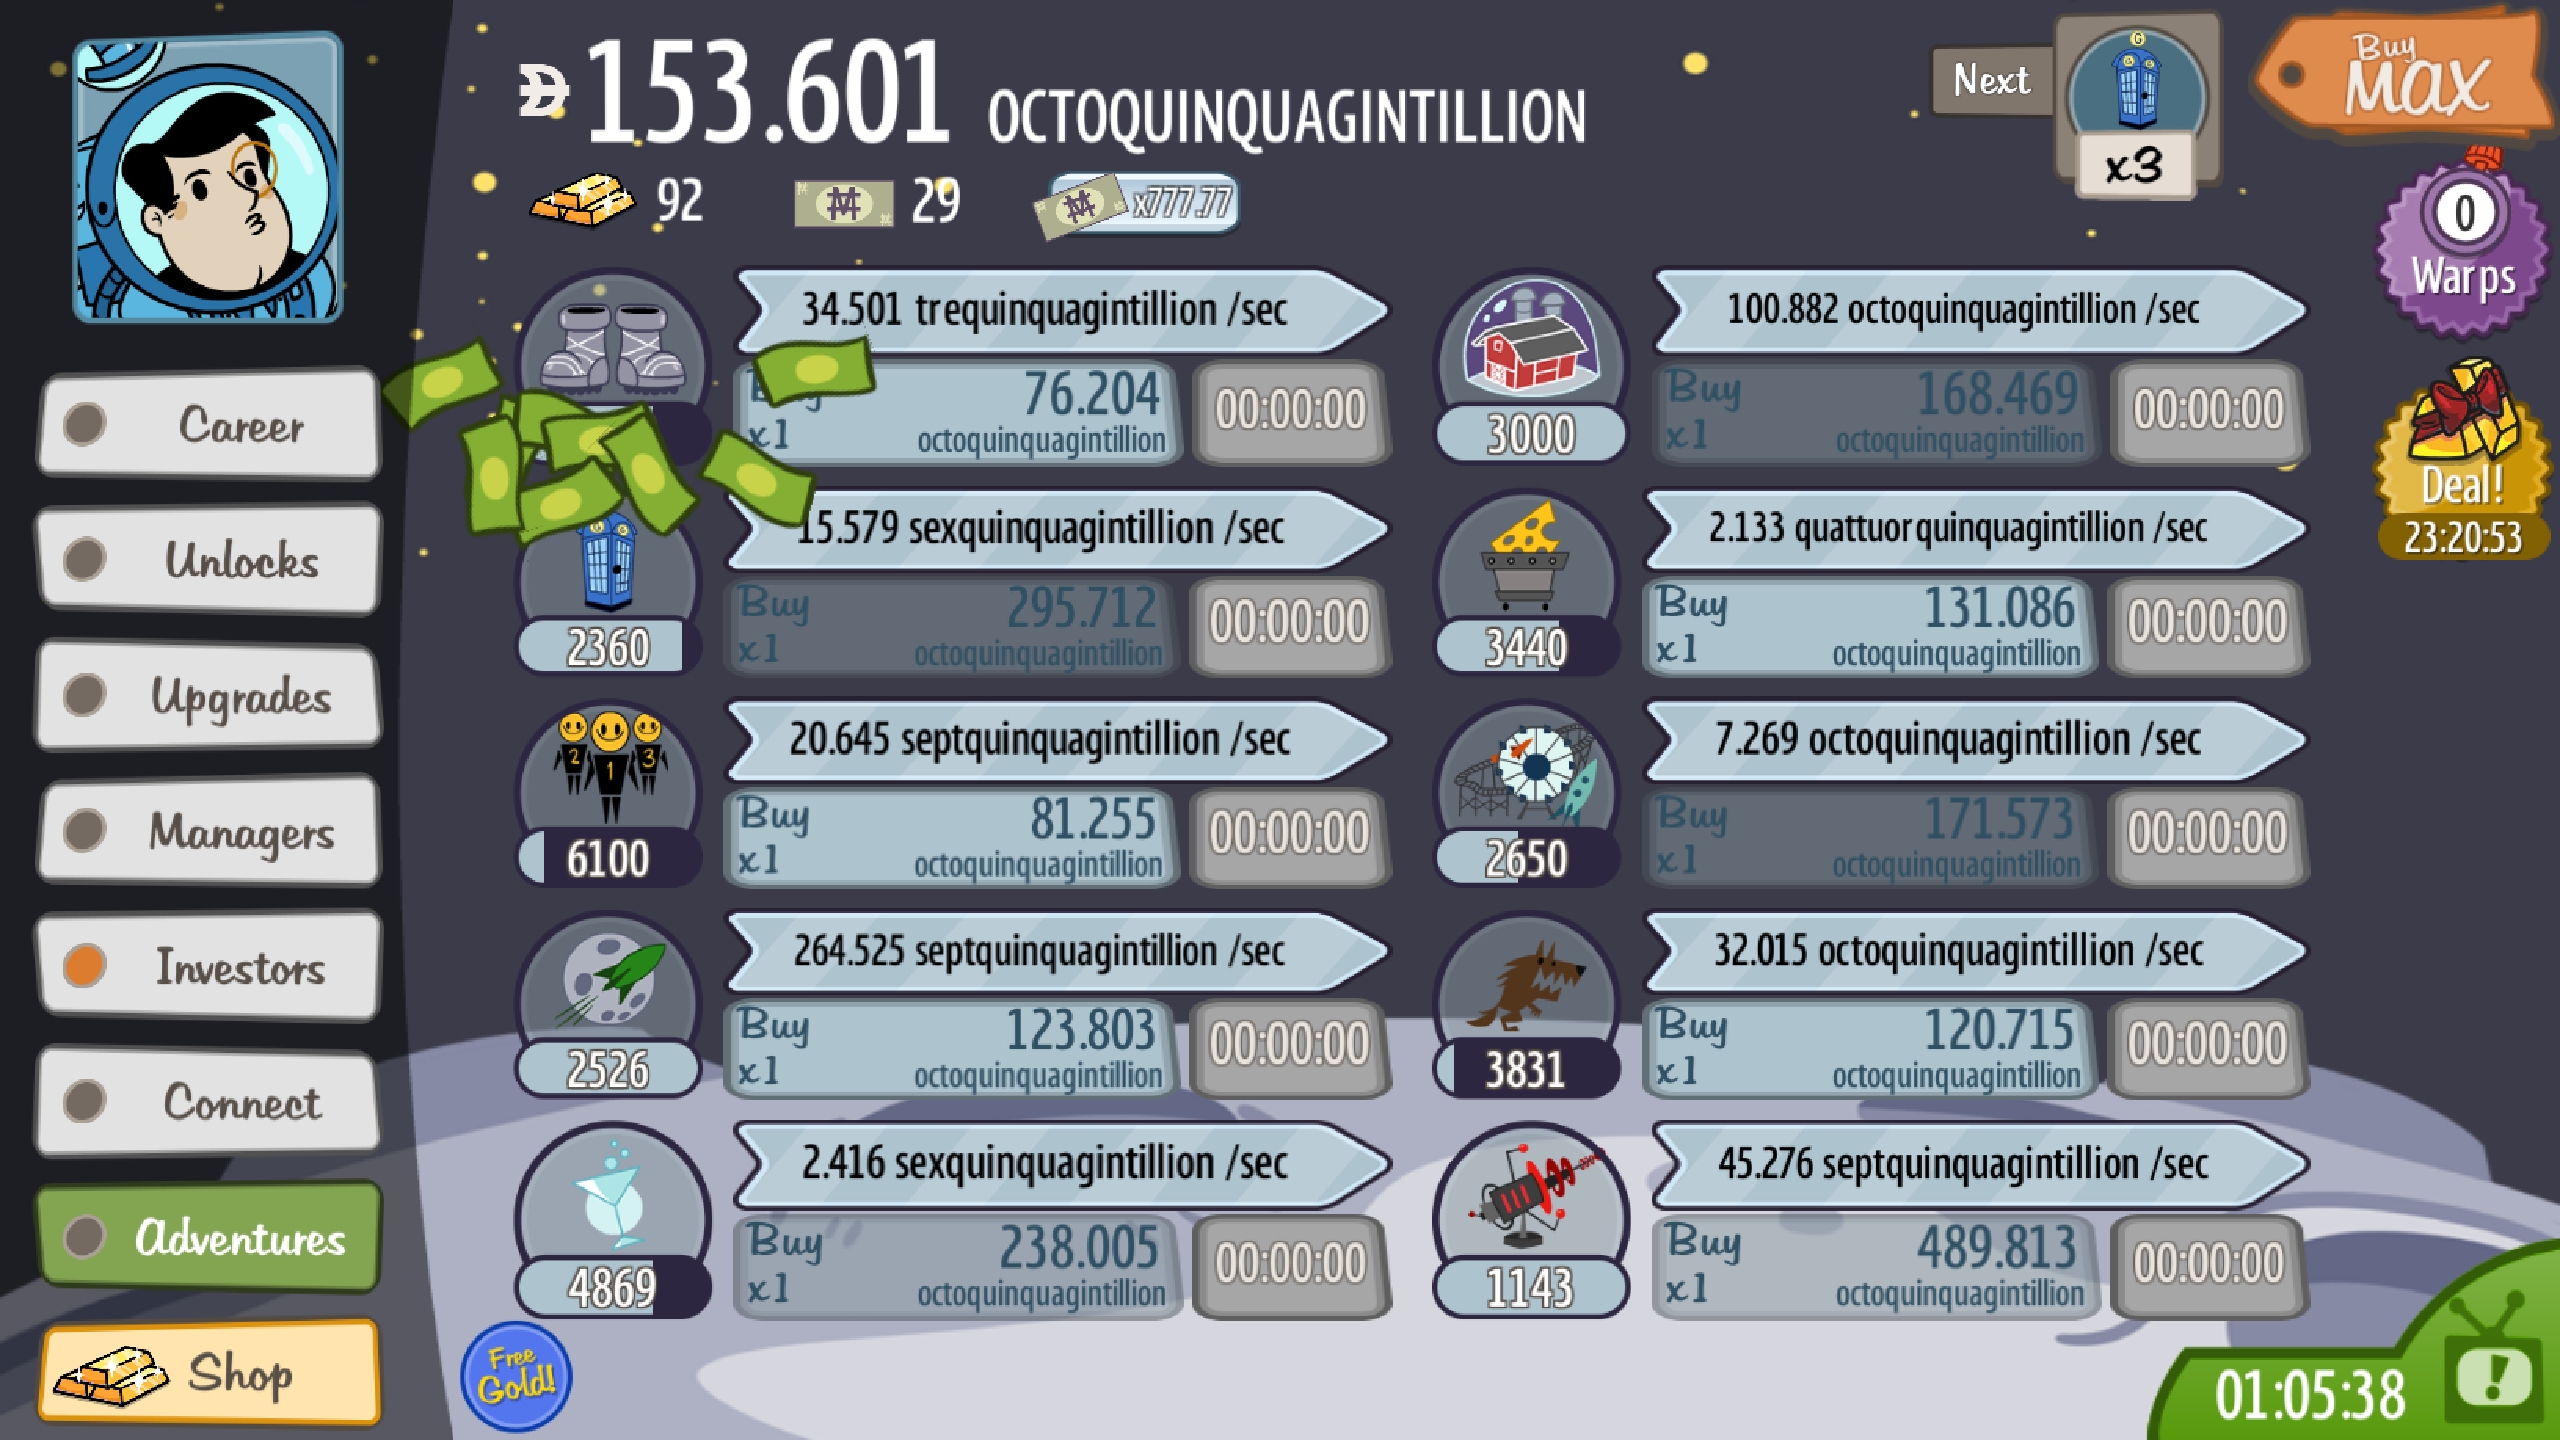 153.601 OCTOQUINQUAGINTILLION
92 29 x777.77
Next
x3
Buy
MAX
0
Warps
Deal!
23:20:53
Career
Unlocks
Upgrades
Managers
Investors
Connect
Adventures
Shop
34.501 trequinquagintillion /sec
76.204
x1 octoquinquagintillion
00:00:00
100.882 octoquinquagintillion /sec
3000
Buy 168.469
x1 octoquinquagintillion
00:00:00
15.579 sexquinquagintillion /sec
2360
Buy 295.712
x1 octoquinquagintillion
00:00:00
2.133 quattuorquinquagintillion /sec
3440
Buy 131.086
x1 octoquinquagintillion
00:00:00
2 1 3
20.645 septquinquagintillion /sec
6100
Buy 81.255
x1 octoquinquagintillion
00:00:00
7.269 octoquinquagintillion /sec
2650
Buy 171.573
x1 octoquinquagintillion
00:00:00
264.525 septquinquagintillion /sec
2526
Buy 123.803
x1 octoquinquagintillion
00:00:00
32.015 octoquinquagintillion /sec
3831
Buy 120.715
x1 octoquinquagintillion
00:00:00
2.416 sexquinquagintillion /sec
4869
Buy 238.005
x1 octoquinquagintillion
00:00:00
45.276 septquinquagintillion /sec
1143
Buy 489.813
x1 octoquinquagintillion
00:00:00
Free
Gold!
01:05:38
!